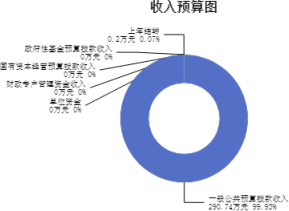 收入预算图
上年结转
0.2万元 0.07%
政府性基金预算拨款收入
0万元 0%
国有资本经营预算拨款收入
0万元 0%
财政专户管理资金收入
0万元 0%
单位资金
0万元 0%
一般公共预算拨款收入
290.74万元 99.93%